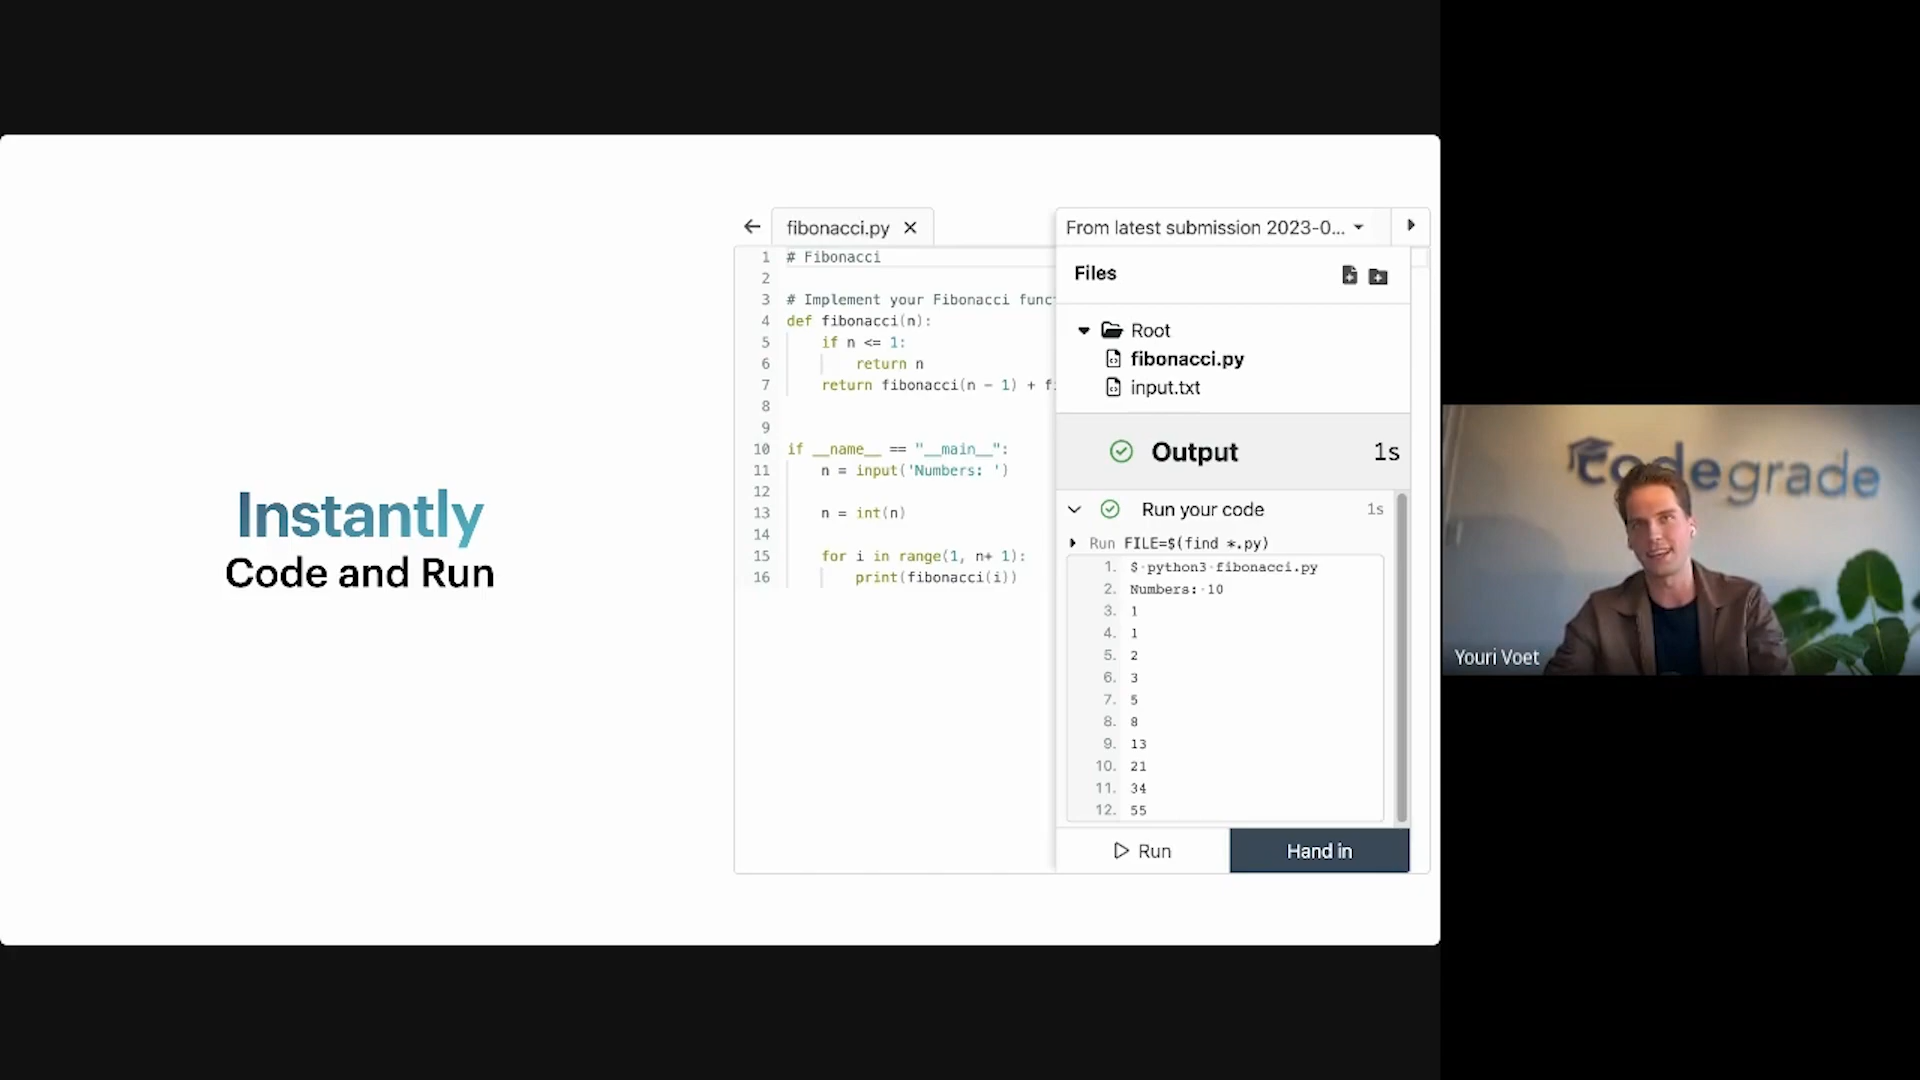 Instantly
Code and Run
fibonacci.py
1 # Fibonacci
2
3 # Implement your Fibonacci func
4 def fibonacci(n):
5 if n <= 1:
6 return n
7 return fibonacci(n - 1) + f
8
9
10 if __name__ == "__main__":
11 n = input('Numbers: ')
12
13 n = int(n)
14
15 for i in range(1, n+ 1):
16 print(fibonacci(i))
From latest submission 2023-0...
Files
Root
fibonacci.py
input.txt
Output 1s
Run your code 1s
Run FILE=$(find *.py)
1. $·python3·fibonacci.py
2. Numbers:·10
3. 1
4. 1
5. 2
6. 3
7. 5
8. 8
9. 13
10. 21
11. 34
12. 55
Run
Hand in
codegrade
Youri Voet